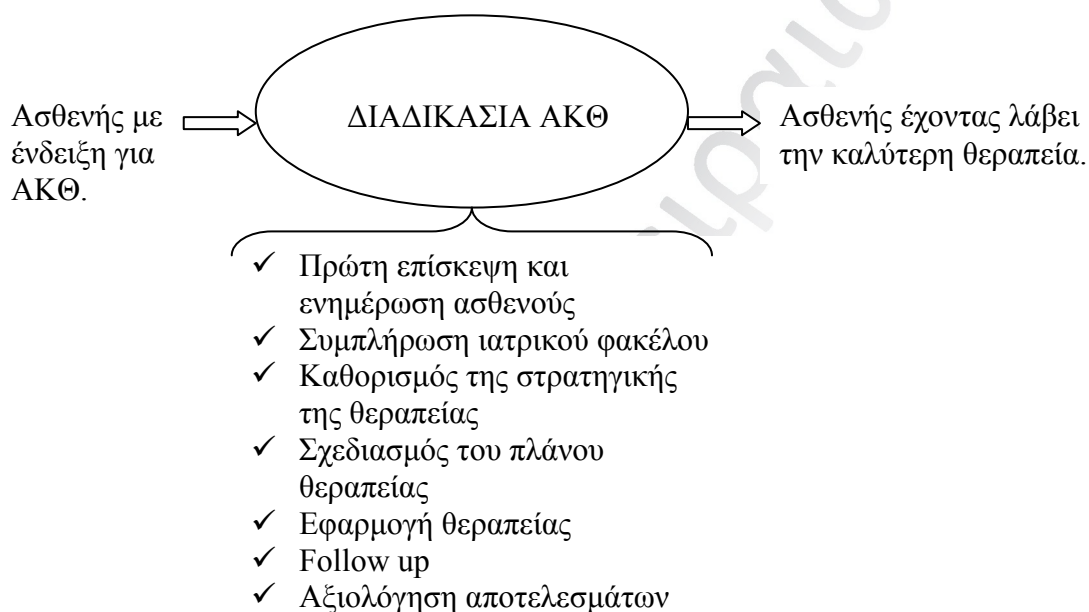 Ασθενής με
ένδειξη για
ΑΚΘ.
ΔΙΑΔΙΚΑΣΙΑ ΑΚΘ
Ασθενής έχοντας λάβει
την καλύτερη θεραπεία.
✓ Πρώτη επίσκεψη και
ενημέρωση ασθενούς
✓ Συμπλήρωση ιατρικού φακέλου
✓ Καθορισμός της στρατηγικής
της θεραπείας
✓ Σχεδιασμός του πλάνου
θεραπείας
✓ Εφαρμογή θεραπείας
✓ Follow up
✓ Αξιολόγηση αποτελεσμάτων